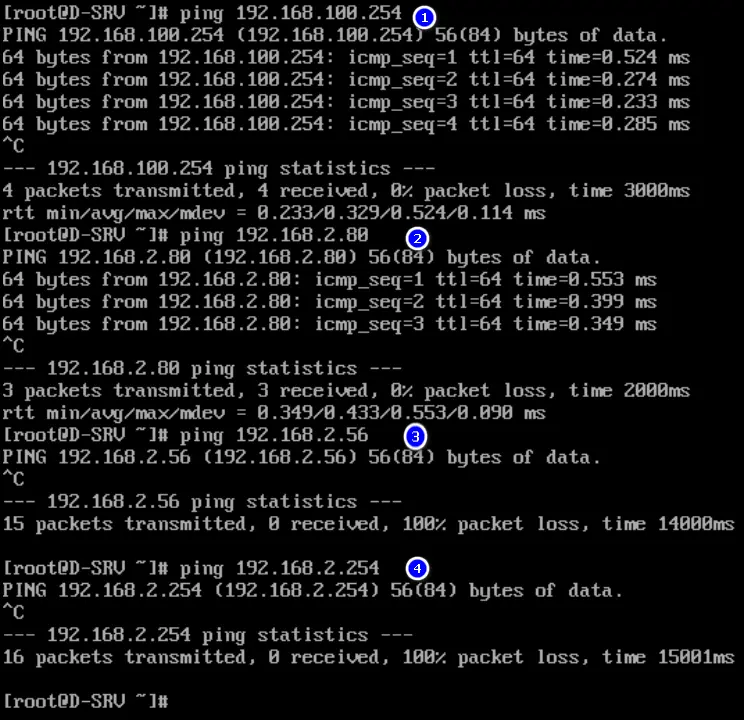 [root@D-SRV ~]# ping 192.168.100.254 1
PING 192.168.100.254 (192.168.100.254) 56(84) bytes of data.
64 bytes from 192.168.100.254: icmp_seq=1 ttl=64 time=0.524 ms
64 bytes from 192.168.100.254: icmp_seq=2 ttl=64 time=0.274 ms
64 bytes from 192.168.100.254: icmp_seq=3 ttl=64 time=0.233 ms
64 bytes from 192.168.100.254: icmp_seq=4 ttl=64 time=0.285 ms
^C
--- 192.168.100.254 ping statistics ---
4 packets transmitted, 4 received, 0% packet loss, time 3000ms
rtt min/avg/max/mdev = 0.233/0.329/0.524/0.114 ms
[root@D-SRV ~]# ping 192.168.2.80 2
PING 192.168.2.80 (192.168.2.80) 56(84) bytes of data.
64 bytes from 192.168.2.80: icmp_seq=1 ttl=64 time=0.553 ms
64 bytes from 192.168.2.80: icmp_seq=2 ttl=64 time=0.399 ms
64 bytes from 192.168.2.80: icmp_seq=3 ttl=64 time=0.349 ms
^C
--- 192.168.2.80 ping statistics ---
3 packets transmitted, 3 received, 0% packet loss, time 2000ms
rtt min/avg/max/mdev = 0.349/0.433/0.553/0.090 ms
[root@D-SRV ~]# ping 192.168.2.56 3
PING 192.168.2.56 (192.168.2.56) 56(84) bytes of data.
^C
--- 192.168.2.56 ping statistics ---
15 packets transmitted, 0 received, 100% packet loss, time 14000ms
[root@D-SRV ~]# ping 192.168.2.254 4
PING 192.168.2.254 (192.168.2.254) 56(84) bytes of data.
^C
--- 192.168.2.254 ping statistics ---
16 packets transmitted, 0 received, 100% packet loss, time 15001ms
[root@D-SRV ~]#